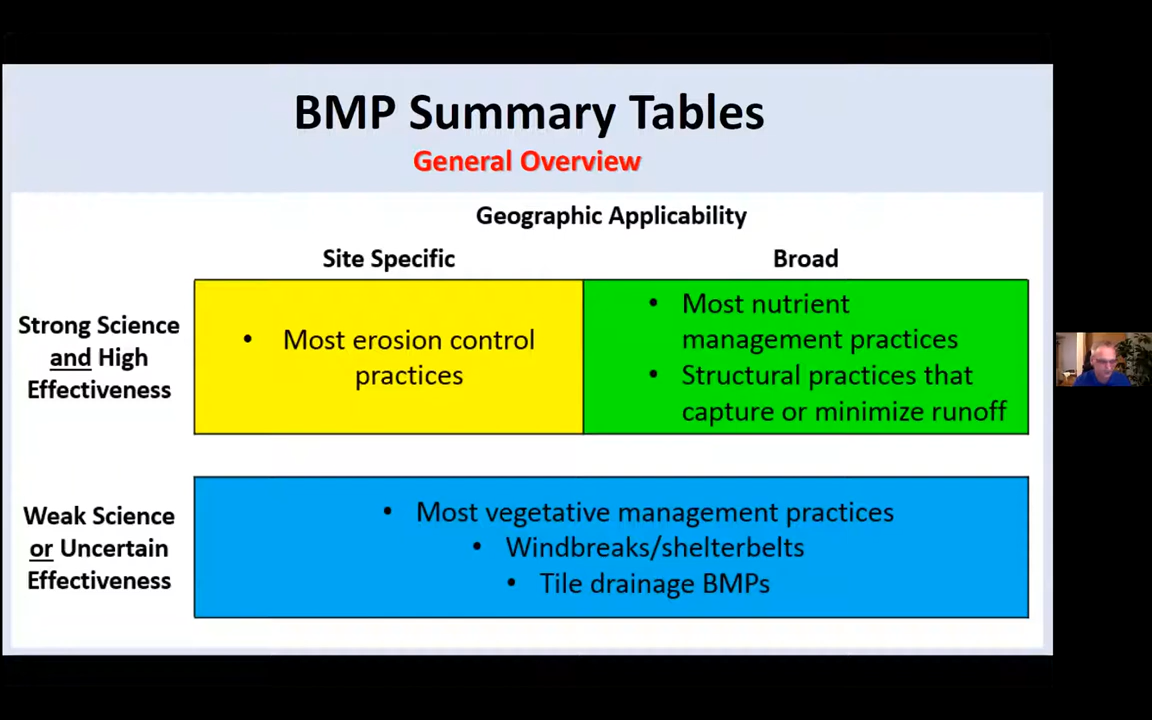 BMP Summary Tables
General Overview
Geographic Applicability
Site Specific
Broad
Strong Science
and High
Effectiveness
• Most erosion control
practices
• Most nutrient
management practices
• Structural practices that
capture or minimize runoff
Weak Science
or Uncertain
Effectiveness
• Most vegetative management practices
• Windbreaks/shelterbelts
• Tile drainage BMPs